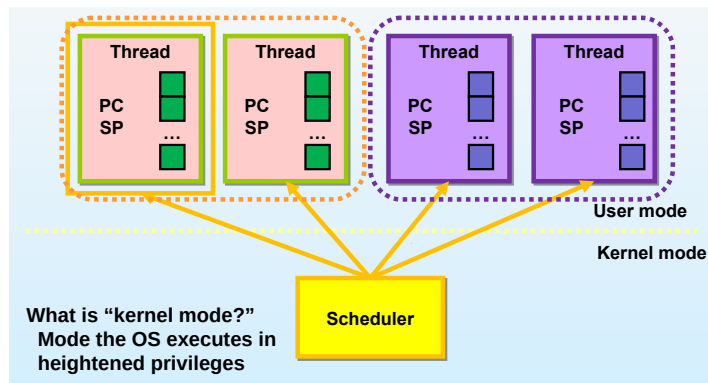 Thread
PC
SP
...
Thread
PC
SP
...
Thread
PC
SP
...
Thread
PC
SP
...
User mode
Kernel mode
Scheduler
What is “kernel mode?”
Mode the OS executes in
heightened privileges